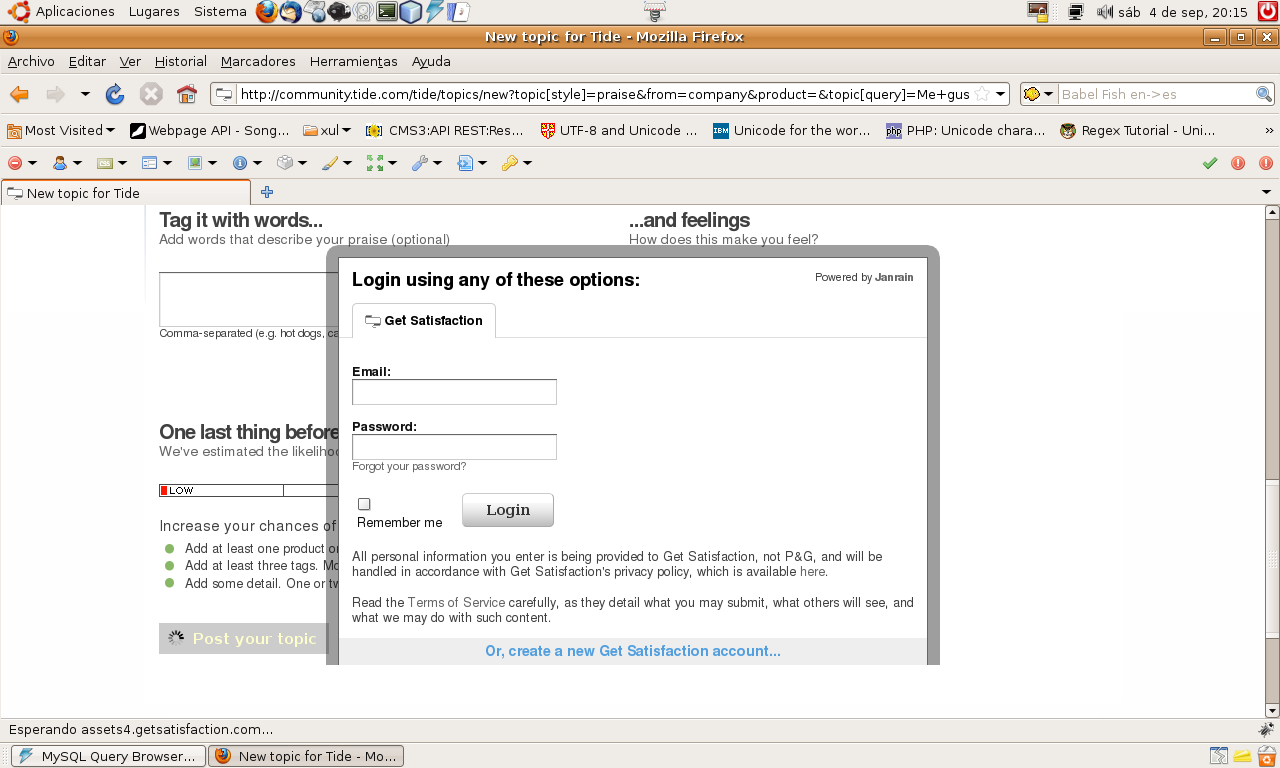 Aplicaciones Lugares Sistema sáb 4 de sep, 20:15
New topic for Tide - Mozilla Firefox
Archivo Editar Ver Historial Marcadores Herramientas Ayuda
http://community.tide.com/tide/topics/new?topic[style]=praise&from=company&product=&topic[query]=Me+gus Babel Fish en->es
Most Visited Webpage API - Song... xul CMS3:API REST:Res... UTF-8 and Unicode ... IBM Unicode for the wor... php PHP: Unicode chara... Regex Tutorial - Uni... »
New topic for Tide
Tag it with words... ...and feelings
Add words that describe your praise (optional) How does this make you feel?
Login using any of these options: Powered by Janrain
Get Satisfaction
Comma-separated (e.g. hot dogs, ca
Email:
Password:
One last thing before
We've estimated the likelihoo
Forgot your password?
LOW
Remember me Login
Increase your chances of
Add at least one product or
Add at least three tags. Mo
Add some detail. One or tw
All personal information you enter is being provided to Get Satisfaction, not P&G, and will be
handled in accordance with Get Satisfaction's privacy policy, which is available here.
Read the Terms of Service carefully, as they detail what you may submit, what others will see, and
what we may do with such content.
Post your topic
Or, create a new Get Satisfaction account...
Esperando assets4.getsatisfaction.com...
MySQL Query Browser... New topic for Tide - Mo...